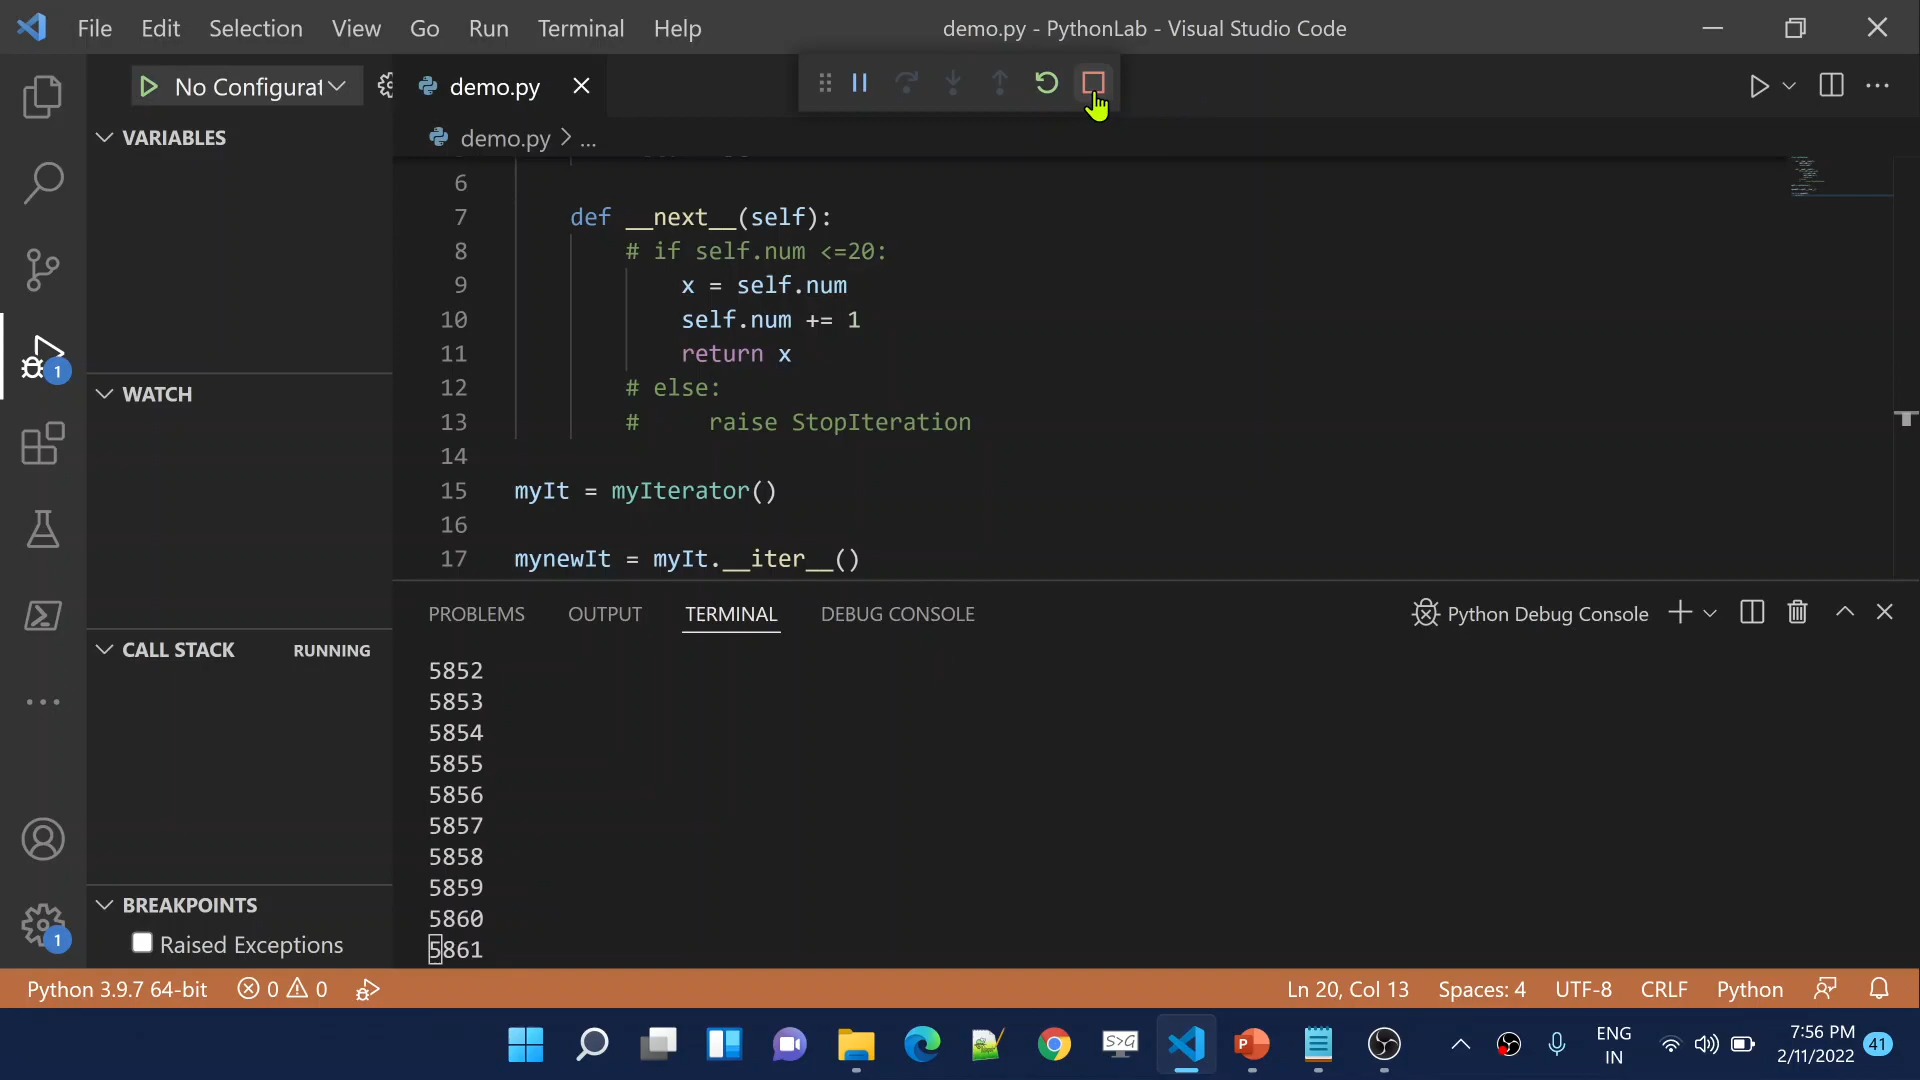 File Edit Selection View Go Run Terminal Help
demo.py - PythonLab - Visual Studio Code
No Configurat
demo.py
VARIABLES
demo.py > ...
6
7 def __next__(self):
8 # if self.num <=20:
9 x = self.num
10 self.num += 1
11 return x
12 # else:
13 # raise StopIteration
14
15 myIt = myIterator()
16
17 mynewIt = myIt.__iter__()
WATCH
CALL STACK RUNNING
BREAKPOINTS
Raised Exceptions
1
1
PROBLEMS OUTPUT TERMINAL DEBUG CONSOLE
Python Debug Console
5852
5853
5854
5855
5856
5857
5858
5859
5860
5861
Python 3.9.7 64-bit 0 0
Ln 20, Col 13 Spaces: 4 UTF-8 CRLF Python
S>G
ENG
IN
7:56 PM
2/11/2022
41